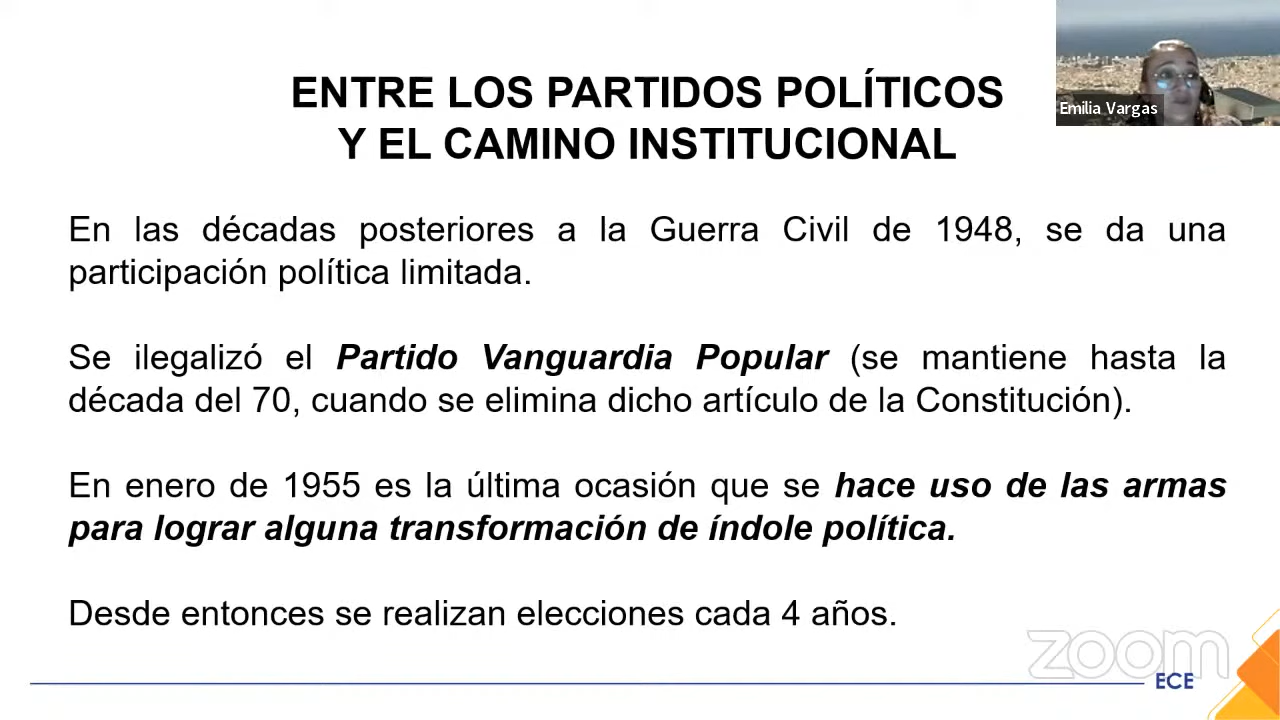 ENTRE LOS PARTIDOS POLÍTICOS
Y EL CAMINO INSTITUCIONAL
Emilia Vargas
En las décadas posteriores a la Guerra Civil de 1948, se da una
participación política limitada.
Se ilegalizó el Partido Vanguardia Popular (se mantiene hasta la
década del 70, cuando se elimina dicho artículo de la Constitución).
En enero de 1955 es la última ocasión que se hace uso de las armas
para lograr alguna transformación de índole política.
Desde entonces se realizan elecciones cada 4 años.
zoom
ECE